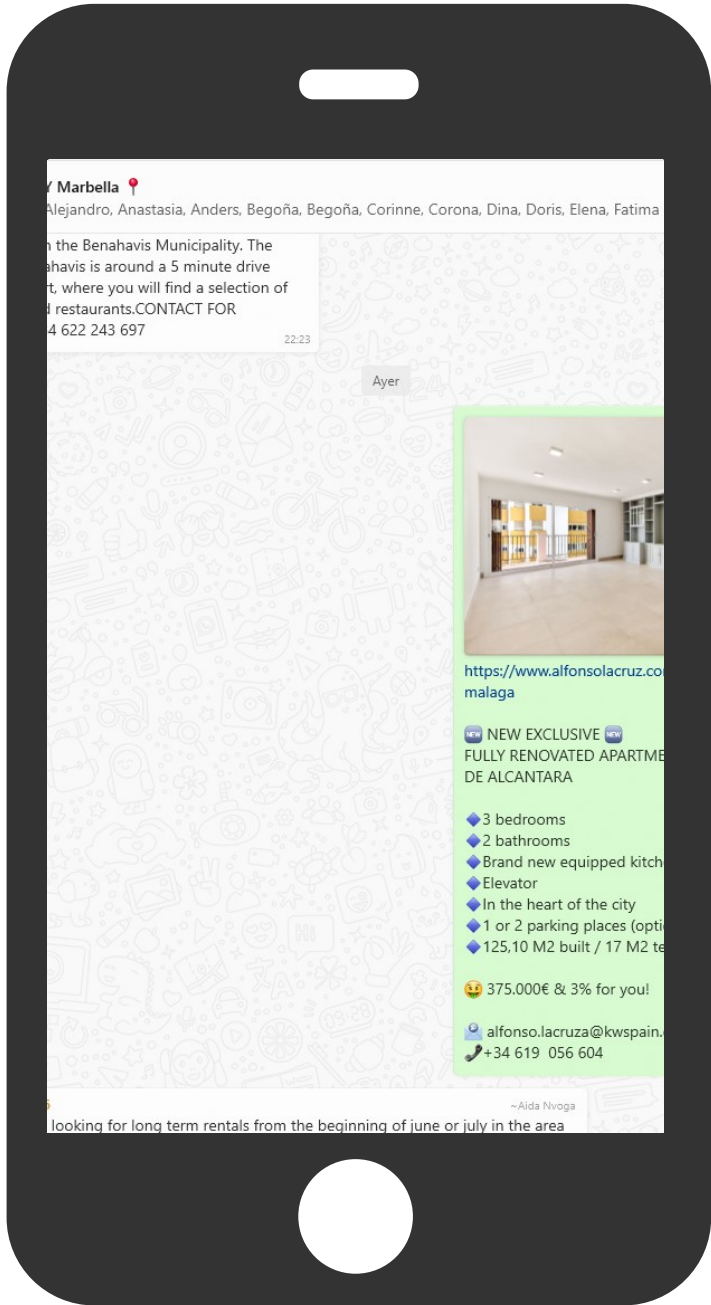 Y Marbella 📍
Alejandro, Anastasia, Anders, Begoña, Begoña, Corinne, Corona, Dina, Doris, Elena, Fatima
n the Benahavis Municipality. The
ahavis is around a 5 minute drive
rt, where you will find a selection of
d restaurants.CONTACT FOR
4 622 243 697
22:23
Ayer
https://www.alfonsolacruz.co
malaga
🆕 NEW EXCLUSIVE 🆕
FULLY RENOVATED APARTME
DE ALCANTARA
🔷3 bedrooms
🔷2 bathrooms
🔷Brand new equipped kitch
🔷Elevator
🔷In the heart of the city
🔷1 or 2 parking places (opti
🔷125,10 M2 built / 17 M2 te
🤑 375.000€ & 3% for you!
📧 alfonso.lacruza@kwspain.
📞+34 619 056 604
~Aida Nvoga
looking for long term rentals from the beginning of june or july in the area